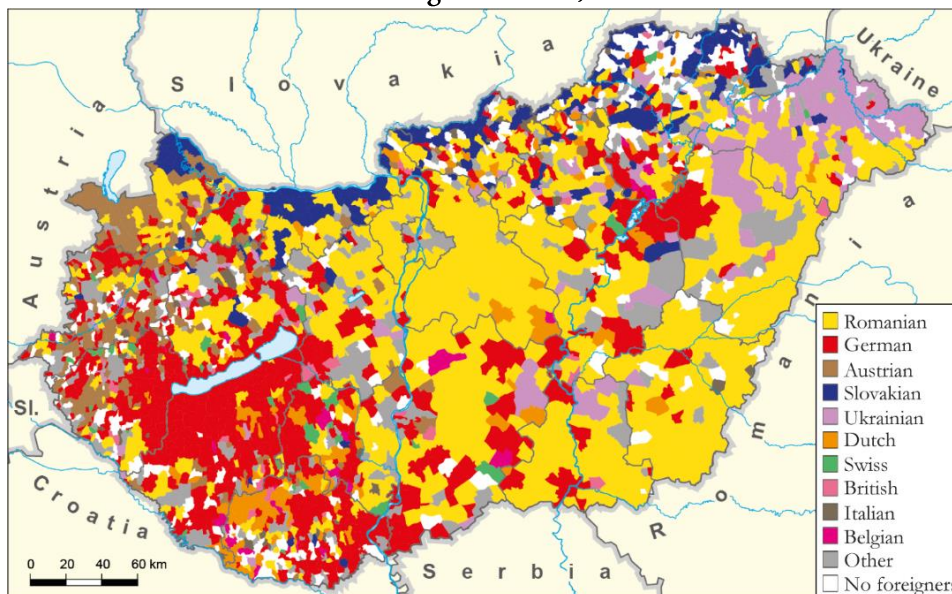 Slovakia
Ukraine
Austria
Romania
Sl.
Croatia
Serbia
0 20 40 60 km
Romanian
German
Austrian
Slovakian
Ukrainian
Dutch
Swiss
British
Italian
Belgian
Other
No foreigners